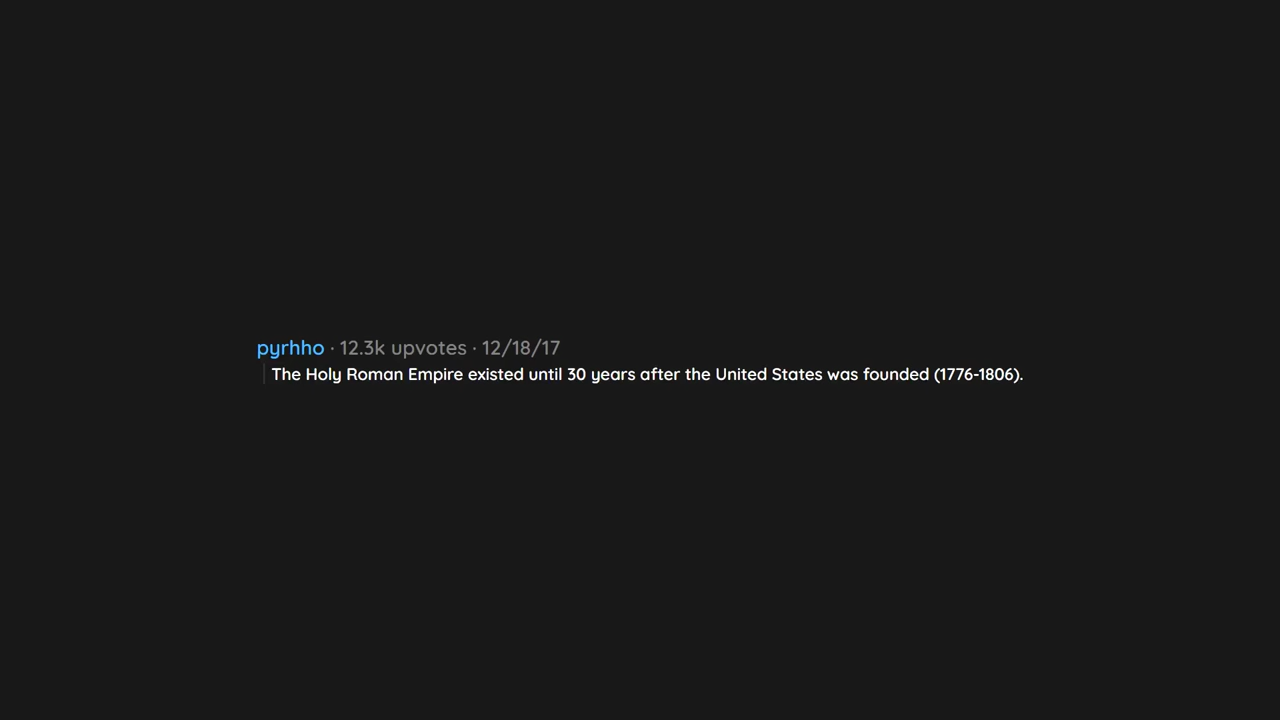 pyrhho · 12.3k upvotes · 12/18/17
The Holy Roman Empire existed until 30 years after the United States was founded (1776-1806).